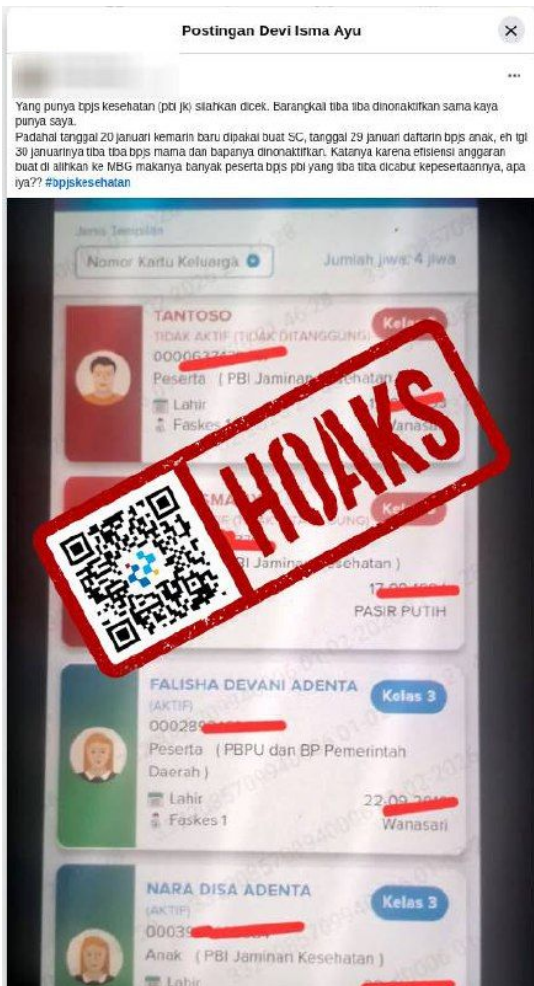 Postingan Devi Isma Ayu
Yang punya bpjs kesehatan (pbi jk) silahkan dicek. Barangkali tiba tiba dinonaktifkan sama kaya
punya saya.
Padahal tanggal 20 januari kemarin baru dipakai buat SC, tanggal 29 januari daftarin bpjs anak, eh tgl
30 januarinya tiba tiba bpjs mama dan bapanya dinonaktifkan. Katanya karena efisiensi anggaran
buat di alihkan ke MBG makanya banyak peserta bpjs pbi yang tiba tiba dicabut kepesertaannya, apa
iya?? #bpjskesehatan
Jenis Tampilan
Nomor Kartu Keluarga
Jumlah jiwa: 4 jiwa
TANTOSO
TIDAK AKTIF (TIDAK DITANGGUNG)
Peserta (PBI Jaminan
Lahir
Faskes
HOAKS
PASIR PUTIH
FALISHA DEVANI ADENTA
Kelas 3
(AKTIF)
Peserta (PBPU dan BP Pemerintah
Daerah)
Lahir
22-09
Faskes 1
Wanasari
NARA DISA ADENTA
Kelas 3
(AKTIF)
Anak (PBI Jaminan Kesehatan)
Lahir